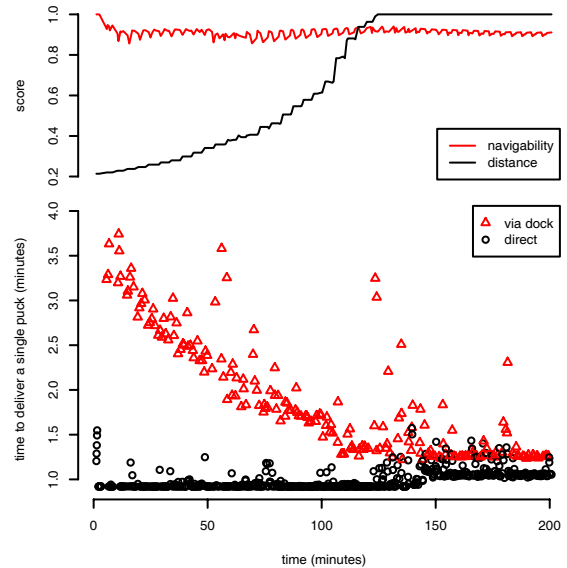 1.0
0.8
0.6
0.4
0.2
score
navigability
distance
4.0
3.5
3.0
2.5
2.0
1.5
1.0
time to deliver a single puck (minutes)
via dock
direct
0 50 100 150 200
time (minutes)